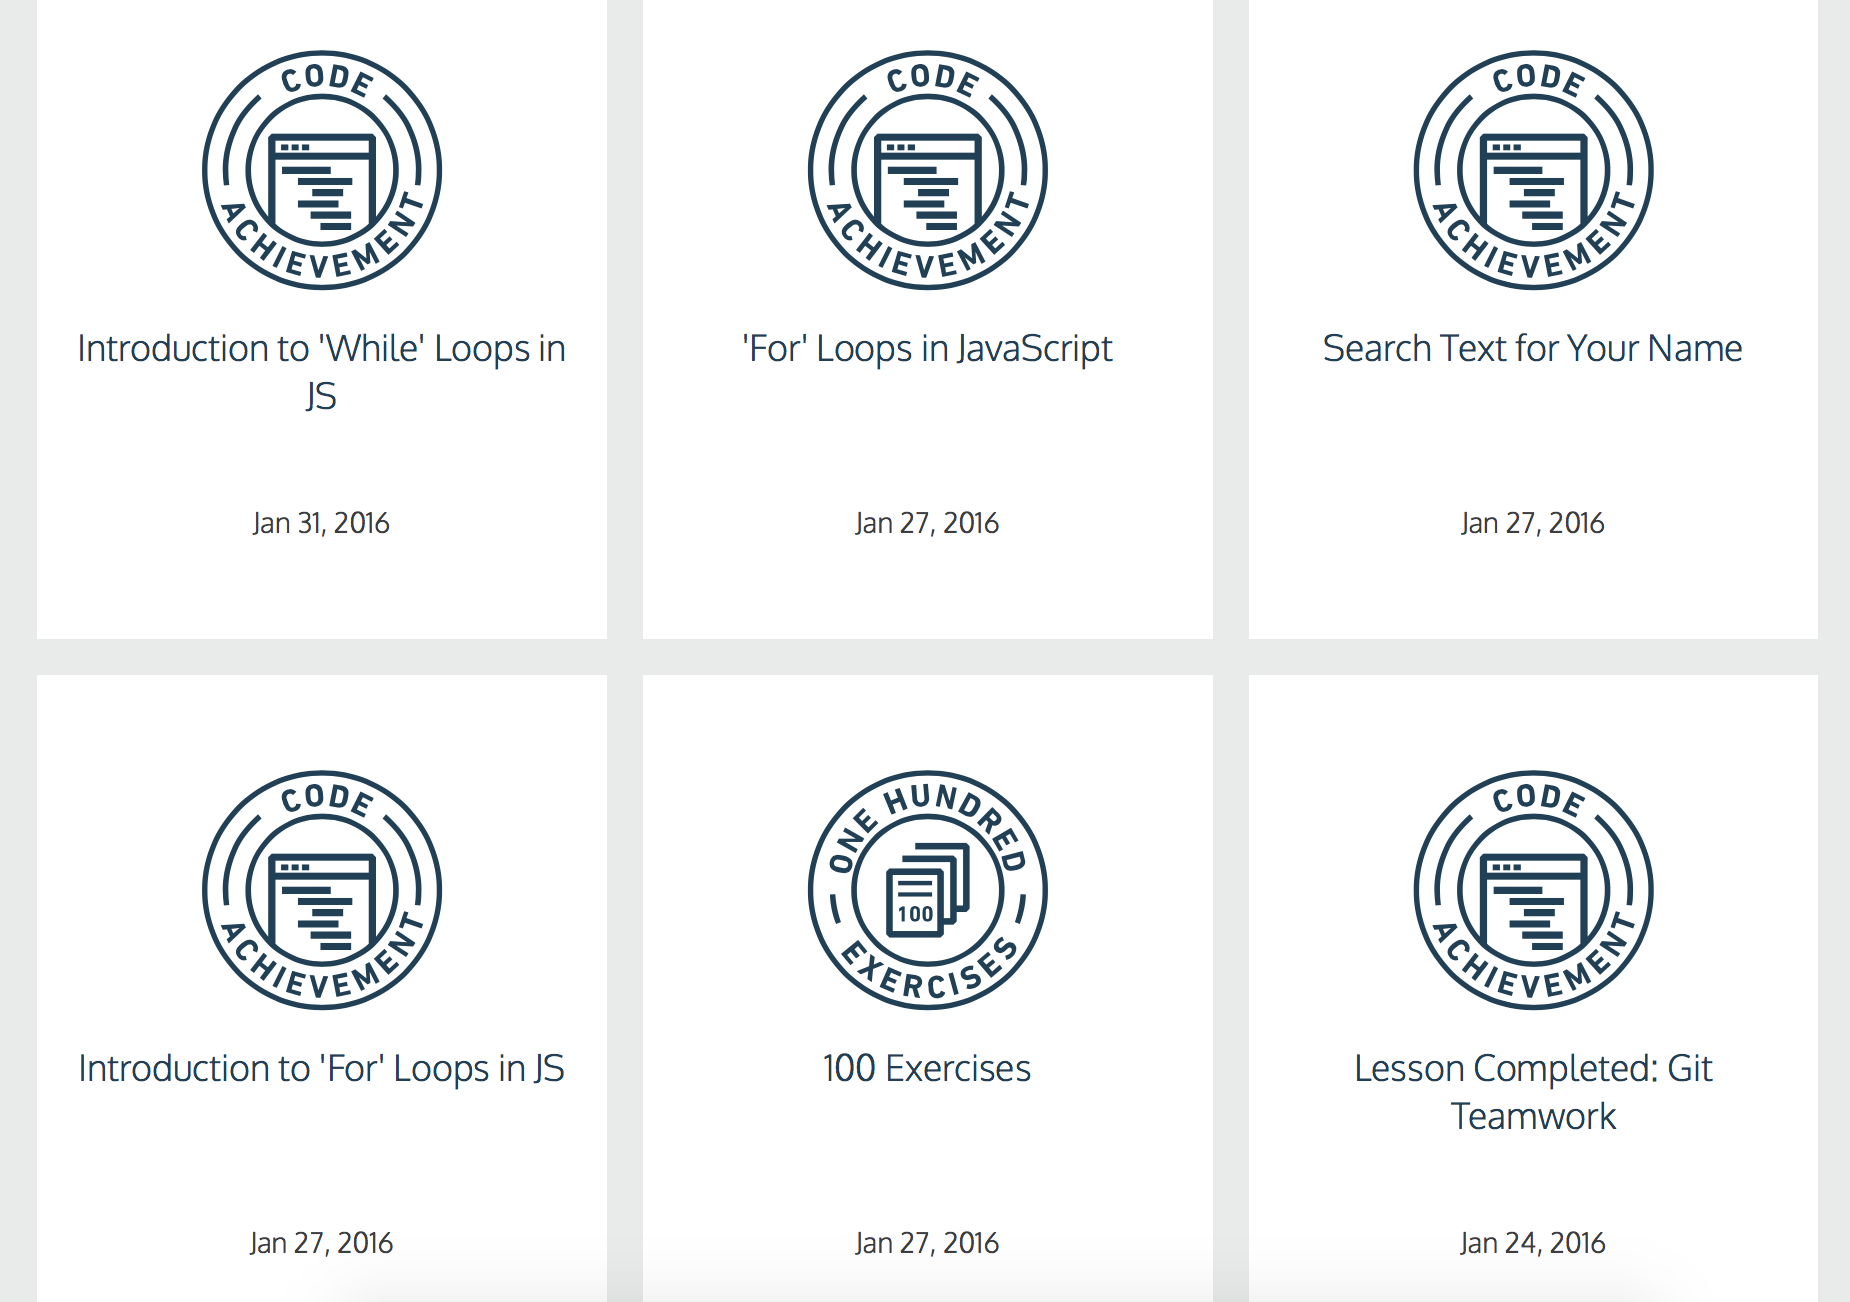 CODE
ACHIEVEMENT
Introduction to 'While' Loops in
JS
Jan 31, 2016
CODE
ACHIEVEMENT
'For' Loops in JavaScript
Jan 27, 2016
CODE
ACHIEVEMENT
Search Text for Your Name
Jan 27, 2016
CODE
ACHIEVEMENT
Introduction to 'For' Loops in JS
Jan 27, 2016
ONE HUNDRED
100
EXERCISES
100 Exercises
Jan 27, 2016
CODE
ACHIEVEMENT
Lesson Completed: Git
Teamwork
Jan 24, 2016